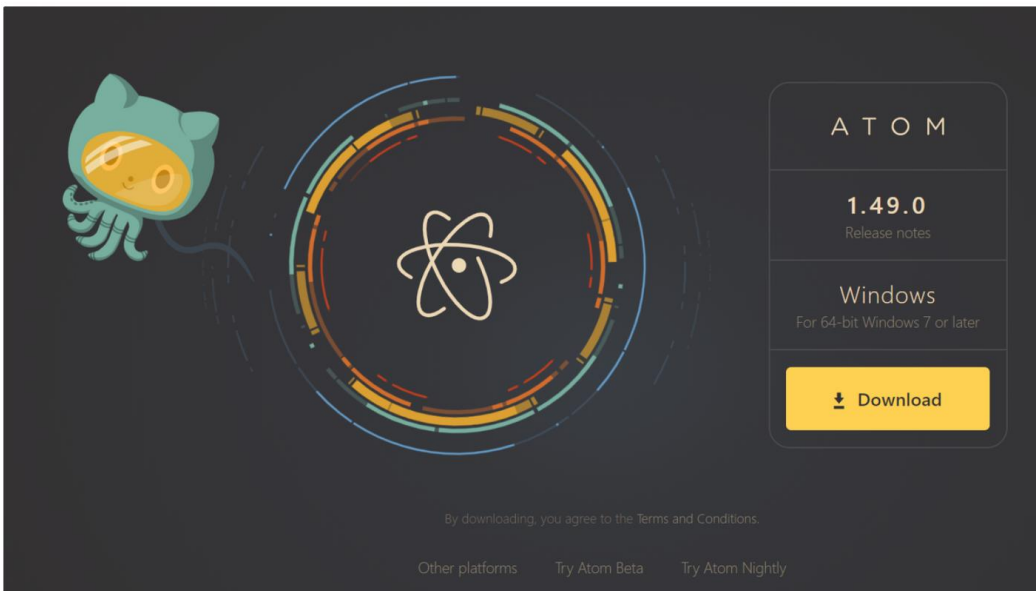 ATOM
1.49.0
Release notes
Windows
For 64-bit Windows 7 or later
Download
By downloading, you agree to the Terms and Conditions.
Other platforms Try Atom Beta Try Atom Nightly